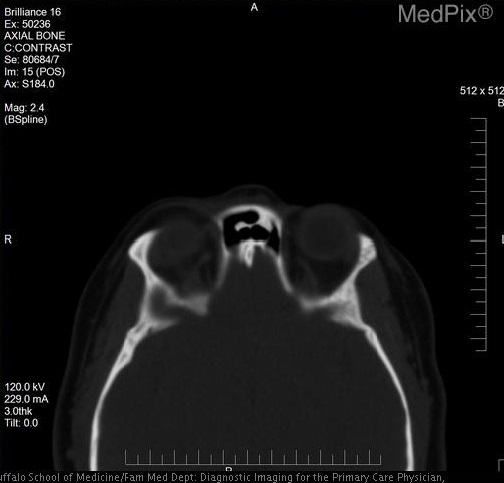 Brilliance 16
Ex: 50236
AXIAL BONE
C:CONTRAST
Se: 80684/7
Im: 15 (POS)
Ax: S184.0
Mag: 2.4
(BSpline)
A
MedPix®
512 x 512
B
R
120.0 kV
229.0 mA
3.0thk
Tilt: 0.0
uffalo School of Medicine/Fam Med Dept: Diagnostic Imaging for the Primary Care Physician,